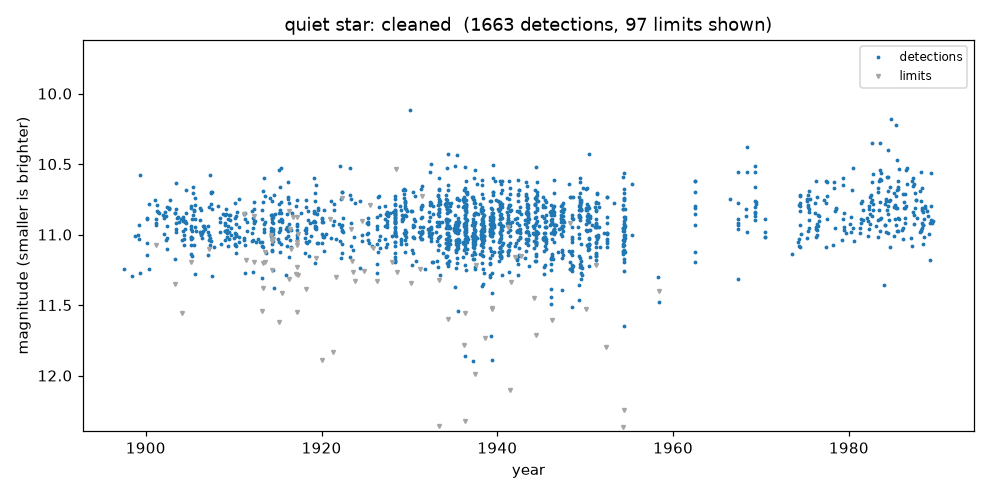 quiet star: cleaned  (1663 detections, 97 limits shown)
detections
limits
magnitude (smaller is brighter)
10.0
10.5
11.0
11.5
12.0
1900
1920
1940
1960
1980
year